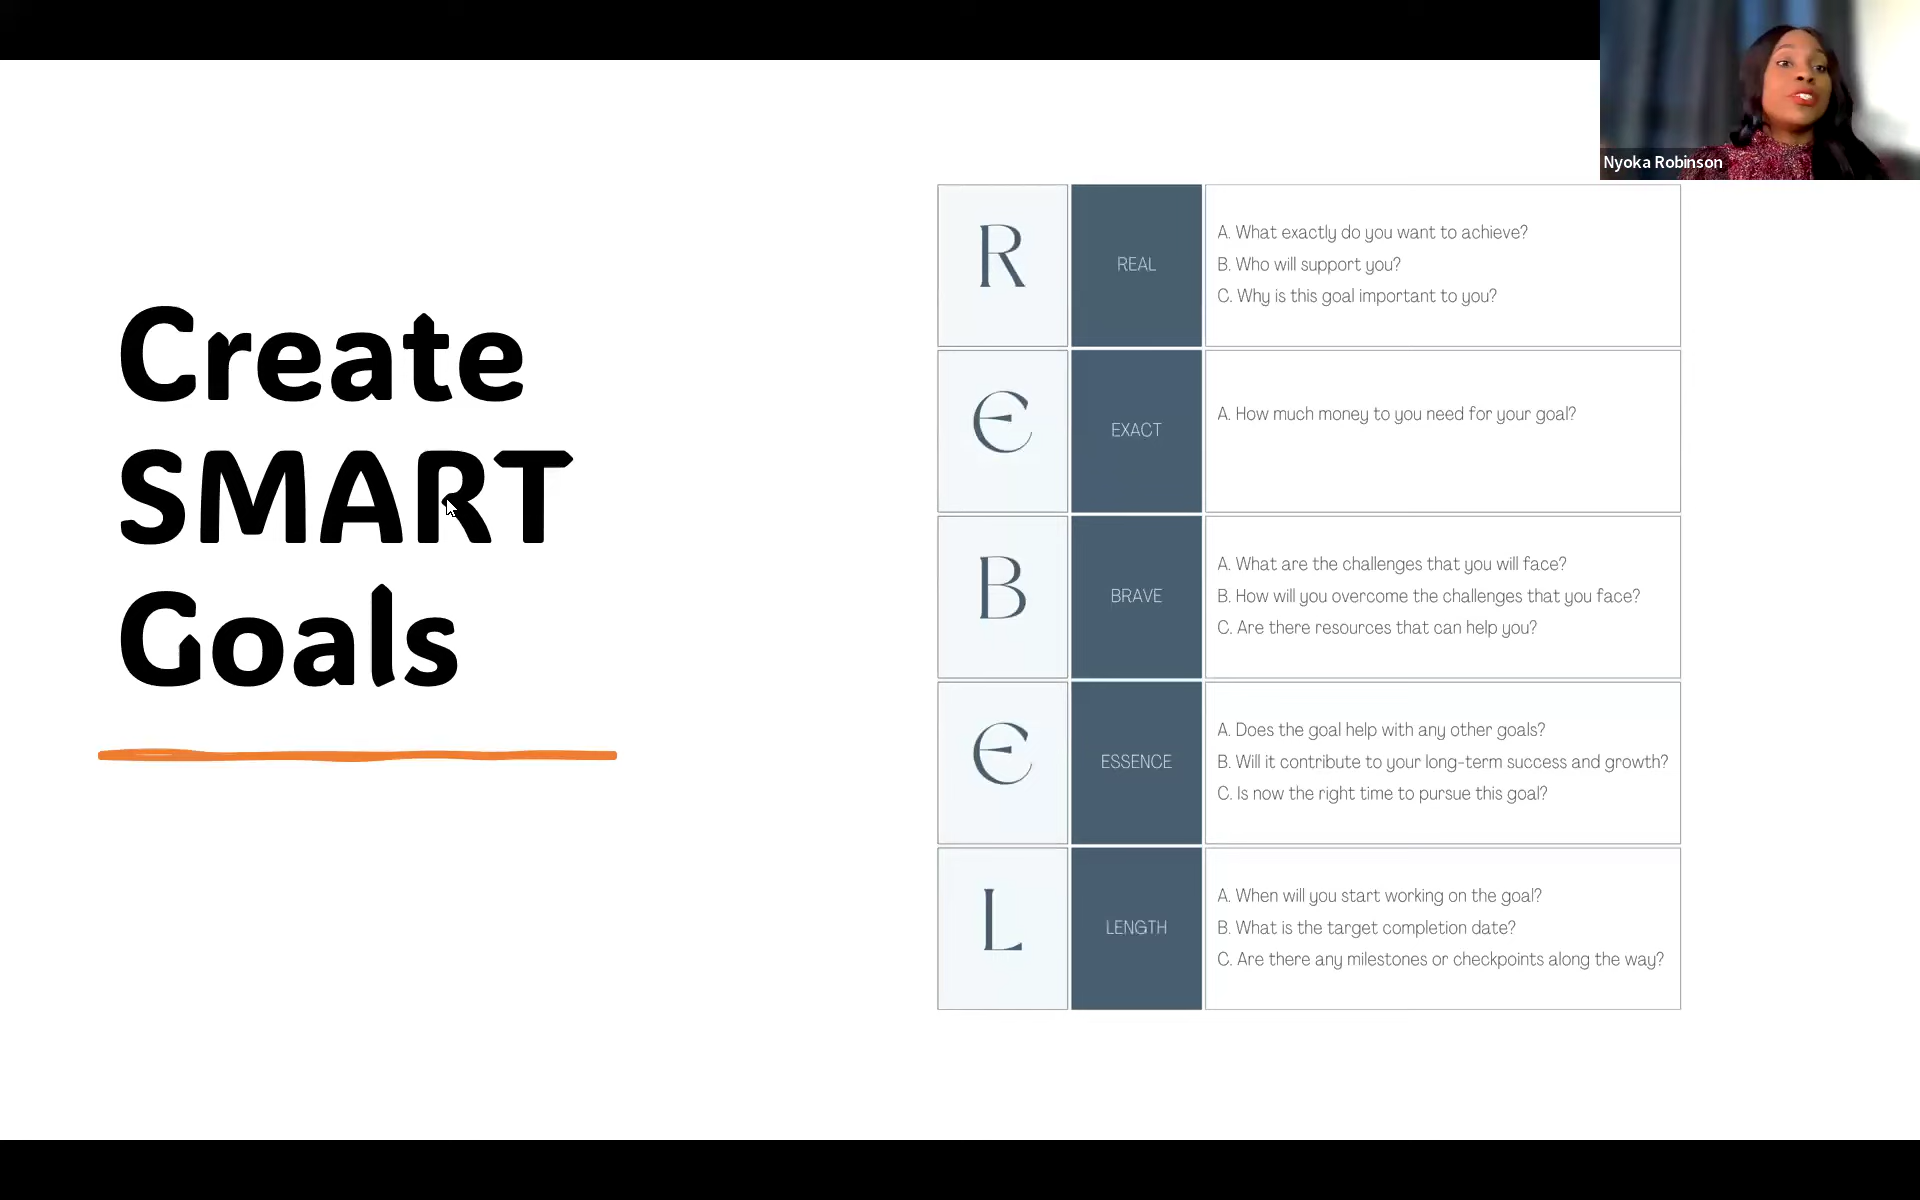 Nyoka Robinson
Create
SMART
Goals
R
REAL
A. What exactly do you want to achieve?
B. Who will support you?
C. Why is this goal important to you?
E
EXACT
A. How much money to you need for your goal?
B
BRAVE
A. What are the challenges that you will face?
B. How will you overcome the challenges that you face?
C. Are there resources that can help you?
E
ESSENCE
A. Does the goal help with any other goals?
B. Will it contribute to your long-term success and growth?
C. Is now the right time to pursue this goal?
L
LENGTH
A. When will you start working on the goal?
B. What is the target completion date?
C. Are there any milestones or checkpoints along the way?